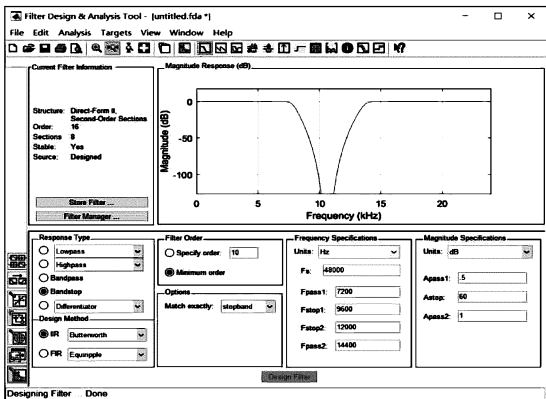 Filter Design & Analysis Tool - [untitled.fda *]
File Edit Analysis Targets View Window Help
Current Filter Information
Structure: Direct-Form II,
Second-Order Sections
Order: 16
Sections 8
Stable: Yes
Source: Designed
Store Filter ...
Filter Manager ...
Magnitude Response (dB)
Magnitude (dB)
0
-50
-100
0 5 10 15 20
Frequency (kHz)
Response Type
Lowpass
Highpass
Bandpass
Bandstop
Differentiator
Design Method
IIR Butterworth
FIR Equiripple
Filter Order
Specify order: 10
Minimum order
Options
Match exactly: stopband
Frequency Specifications
Units: Hz
Fs: 48000
Fpass1: 7200
Fstop1: 9600
Fstop2: 12000
Fpass2: 14400
Magnitude Specifications
Units: dB
Apass1: .5
Astop: 60
Apass2: 1
Design Filter
Designing Filter ... Done